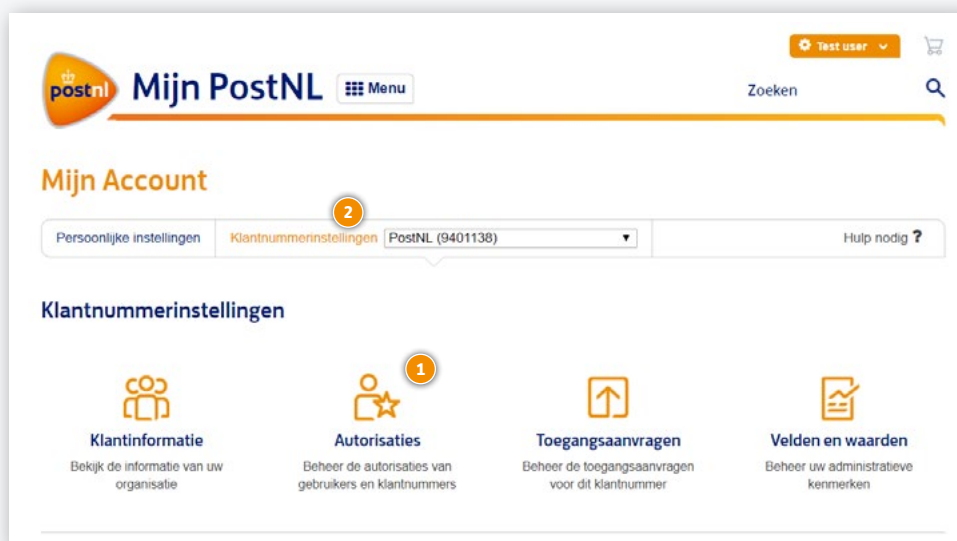 Test user
postnl
Mijn PostNL
Menu
Zoeken
Mijn Account
2
Persoonlijke instellingen
Klantnummerinstellingen
PostNL (9401138)
Hulp nodig ?
Klantnummerinstellingen
1
Klantinformatie
Bekijk de informatie van uw
organisatie
Autorisaties
Beheer de autorisaties van
gebruikers en klantnummers
Toegangsaanvragen
Beheer de toegangsaanvragen
voor dit klantnummer
Velden en waarden
Beheer uw administratieve
kenmerken